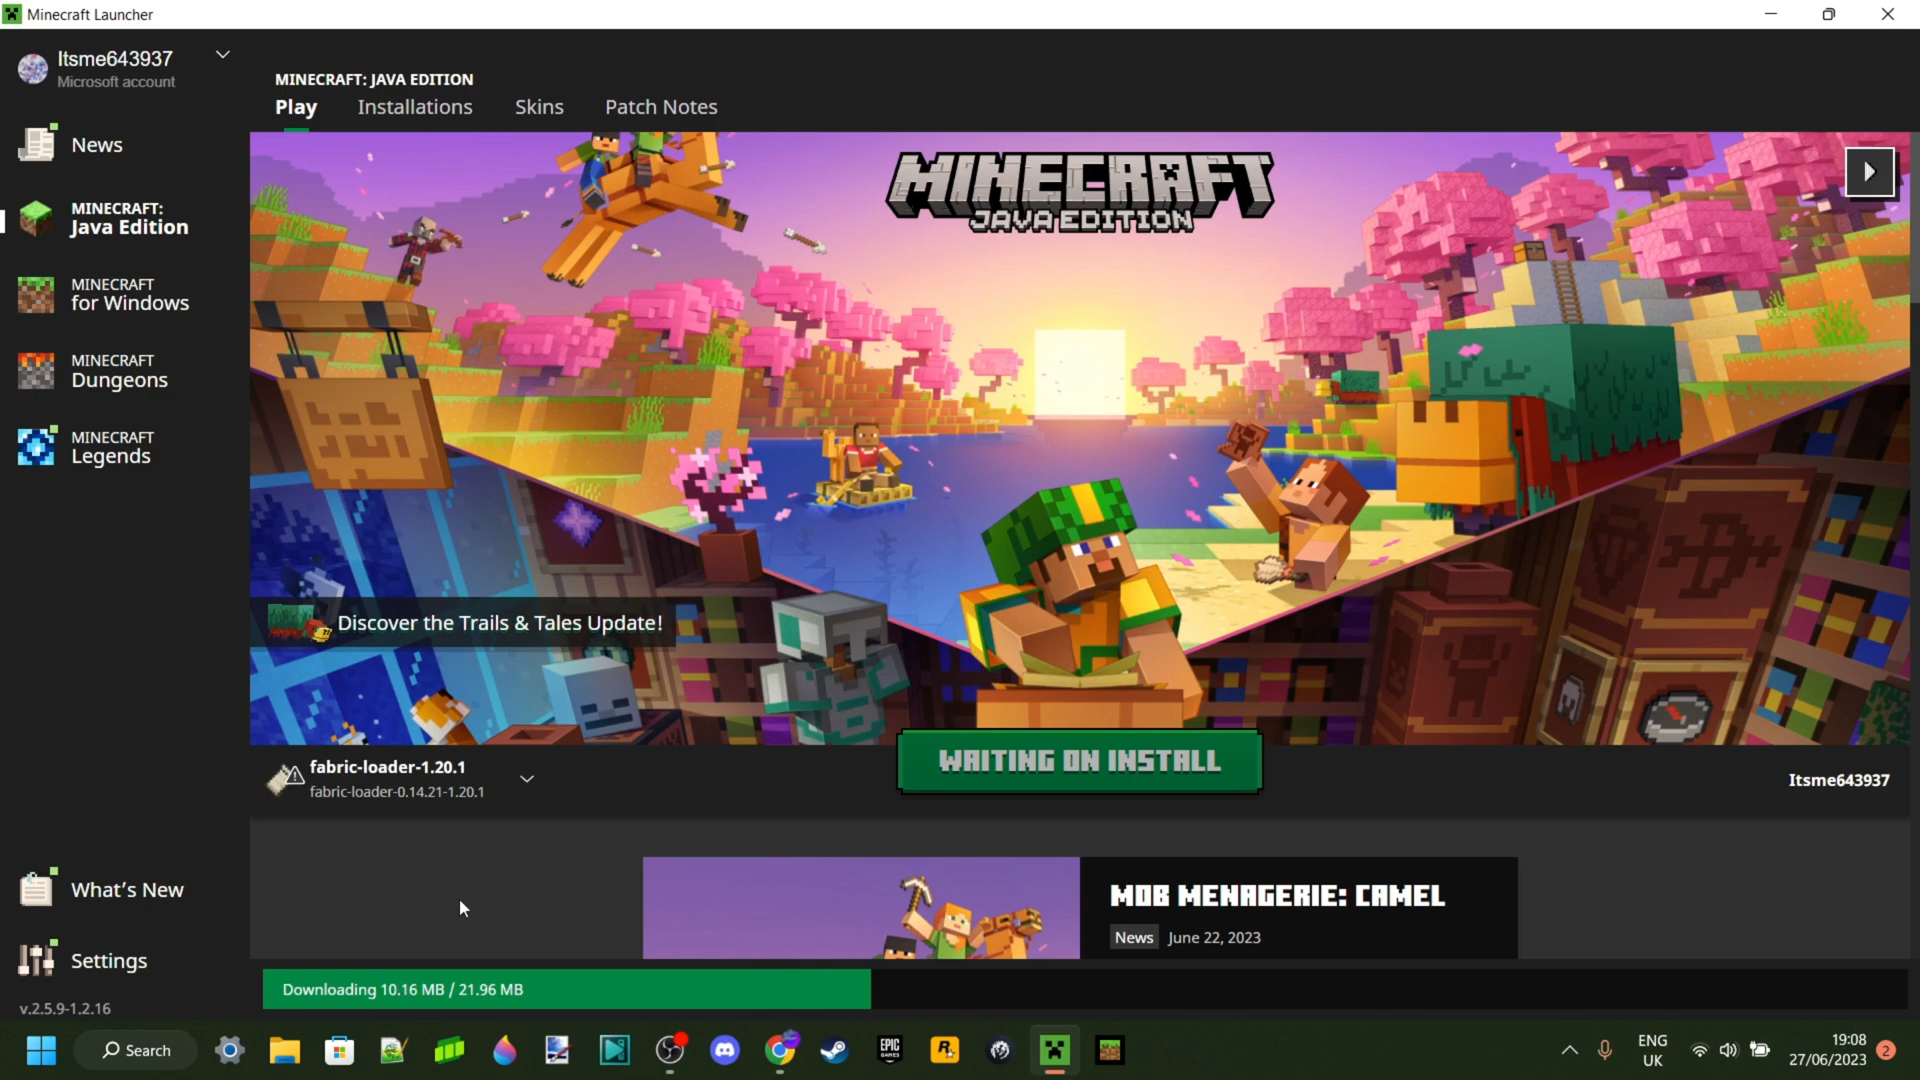 Minecraft Launcher
Itsme643937
Microsoft account
News
MINECRAFT:
Java Edition
MINECRAFT
for Windows
MINECRAFT
Dungeons
MINECRAFT
Legends
What's New
Settings
v.2.5.9-1.2.16
MINECRAFT: JAVA EDITION
Play Installations Skins Patch Notes
MINECRAFT
JAVA EDITION
Discover the Trails & Tales Update!
fabric-loader-1.20.1
fabric-loader-0.14.21-1.20.1
WAITING ON INSTALL
Itsme643937
MOB MENAGERIE: CAMEL
News June 22, 2023
Downloading 10.16 MB / 21.96 MB
Search
EPIC
GAMES
R
ENG
UK
19:08
27/06/2023
2